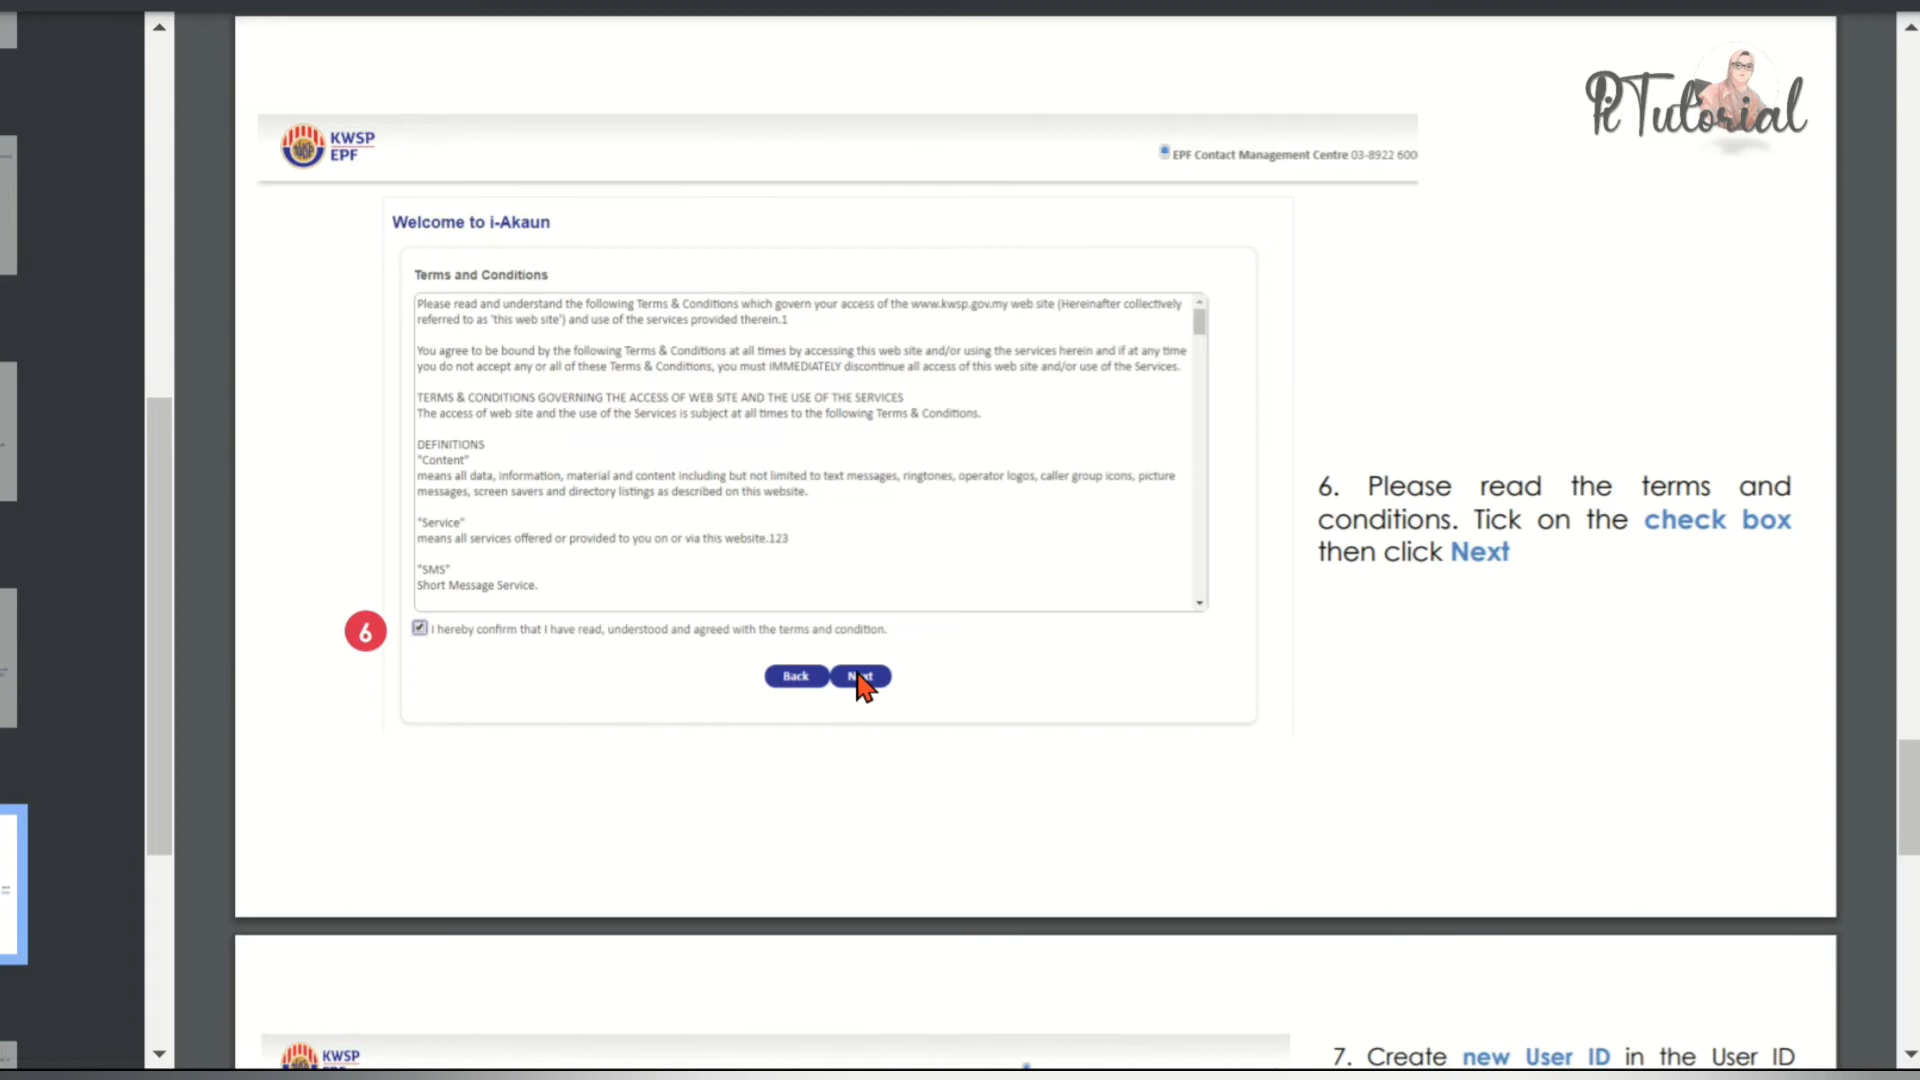 Pi Tutorial
KWSP
EPF
EPF Contact Management Centre 03-8922 600
Welcome to i-Akaun
Terms and Conditions
Please read and understand the following Terms & Conditions which govern your access of the www.kwsp.gov.my web site (Hereinafter collectively
referred to as 'this web site') and use of the services provided therein.1
You agree to be bound by the following Terms & Conditions at all times by accessing this web site and/or using the services herein and if at any time
you do not accept any or all of these Terms & Conditions, you must IMMEDIATELY discontinue all access of this web site and/or use of the Services.
TERMS & CONDITIONS GOVERNING THE ACCESS OF WEB SITE AND THE USE OF THE SERVICES
The access of web site and the use of the Services is subject at all times to the following Terms & Conditions.
DEFINITIONS
"Content"
means all data, information, material and content including but not limited to text messages, ringtones, operator logos, caller group icons, picture
messages, screen savers and directory listings as described on this website.
"Service"
means all services offered or provided to you on or via this website.123
"SMS"
Short Message Service.
6
I hereby confirm that I have read, understood and agreed with the terms and condition.
Back
Next
6. Please read the terms and
conditions. Tick on the check box
then click Next
KWSP
7. Create new User ID in the User ID